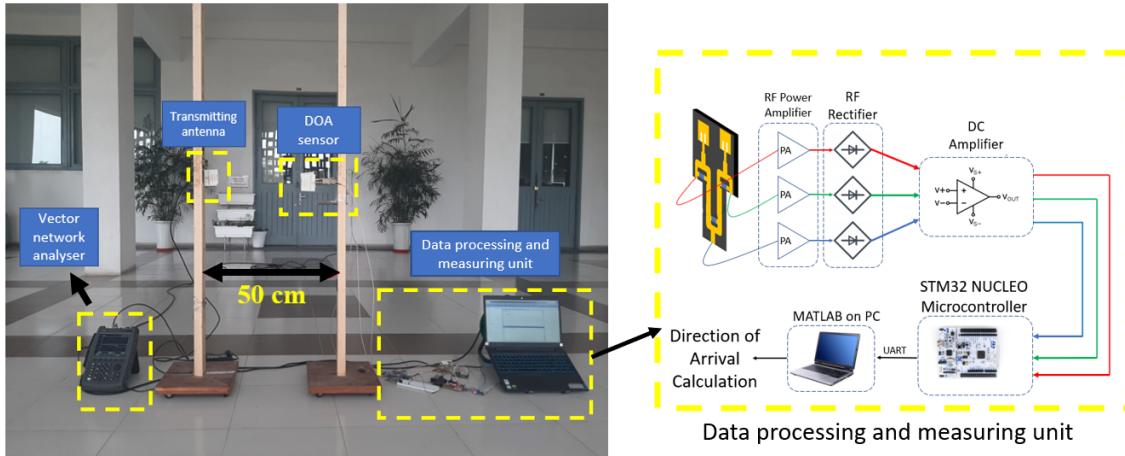 Transmitting
antenna
DOA
sensor
Vector
network
analyser
Data processing and
measuring unit
50 cm
RF Power
Amplifier
RF
Rectifier
DC
Amplifier
PA
PA
PA
VS+
V+
V−
+
−
VOUT
VS−
STM32 NUCLEO
Microcontroller
MATLAB on PC
UART
Direction of
Arrival
Calculation
Data processing and measuring unit